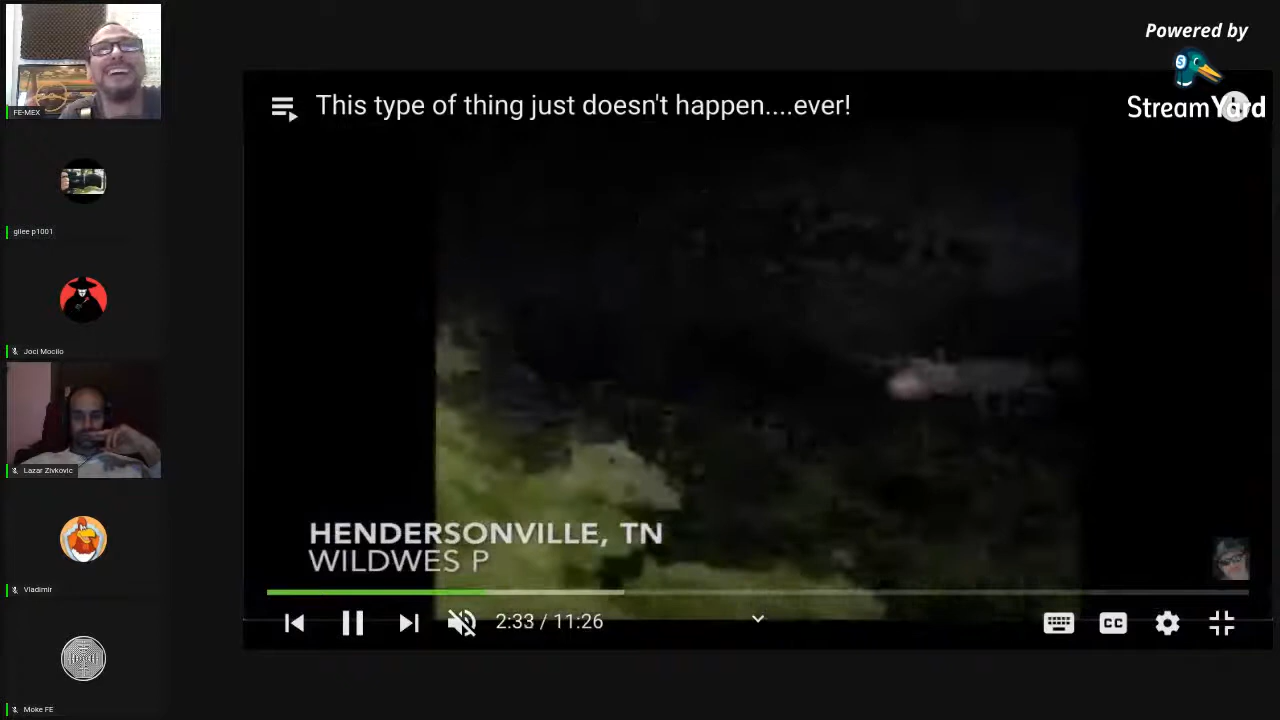 Powered by
StreamYard
This type of thing just doesn't happen....ever!
FE-MEX
gilee p1001
Joci Mocilo
Lazar Zivkovic
Vladimir
Moke FE
HENDERSONVILLE, TN
WILDWES P
2:33 / 11:26
CC